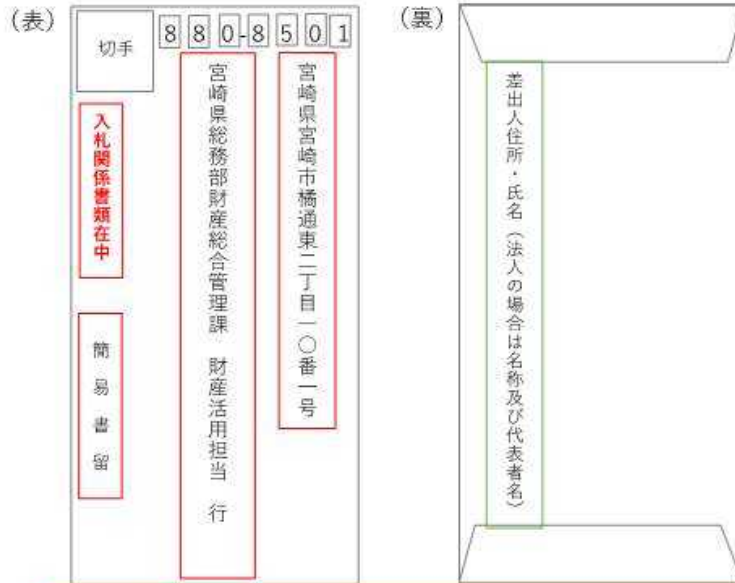 (表)
切手
880-8501
宮崎県宮崎市橘通東二丁目一〇番一号
宮崎県総務部財産総合管理課　財産活用担当　行
入札関係書類在中
簡易書留
(裏)
差出人住所・氏名(法人の場合は名称及び代表者名)